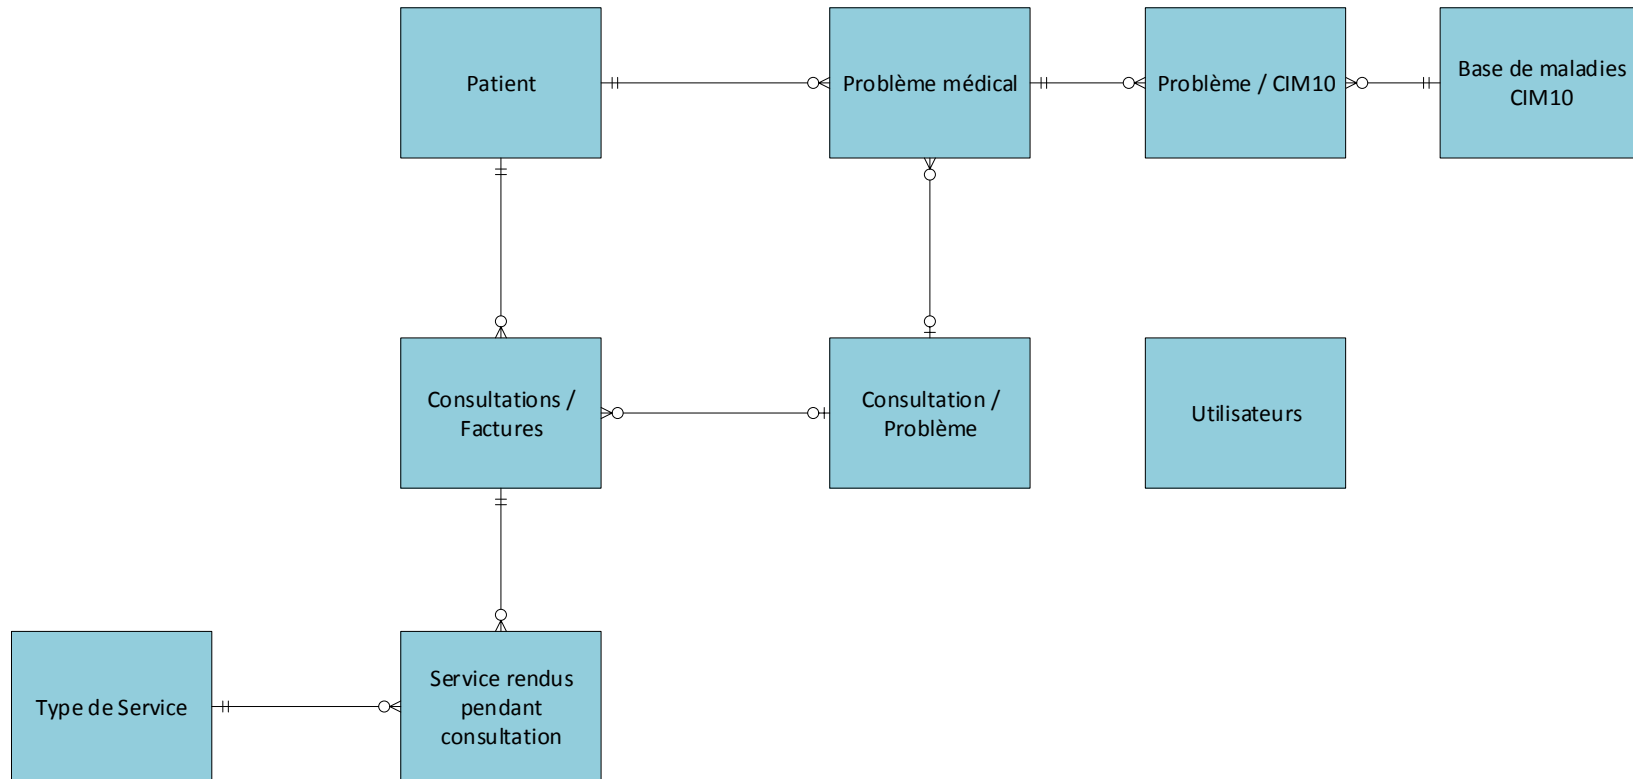 Patient
Problème médical
Problème / CIM10
Base de maladies
CIM10
Consultations /
Factures
Consultation /
Problème
Utilisateurs
Type de Service
Service rendus
pendant
consultation